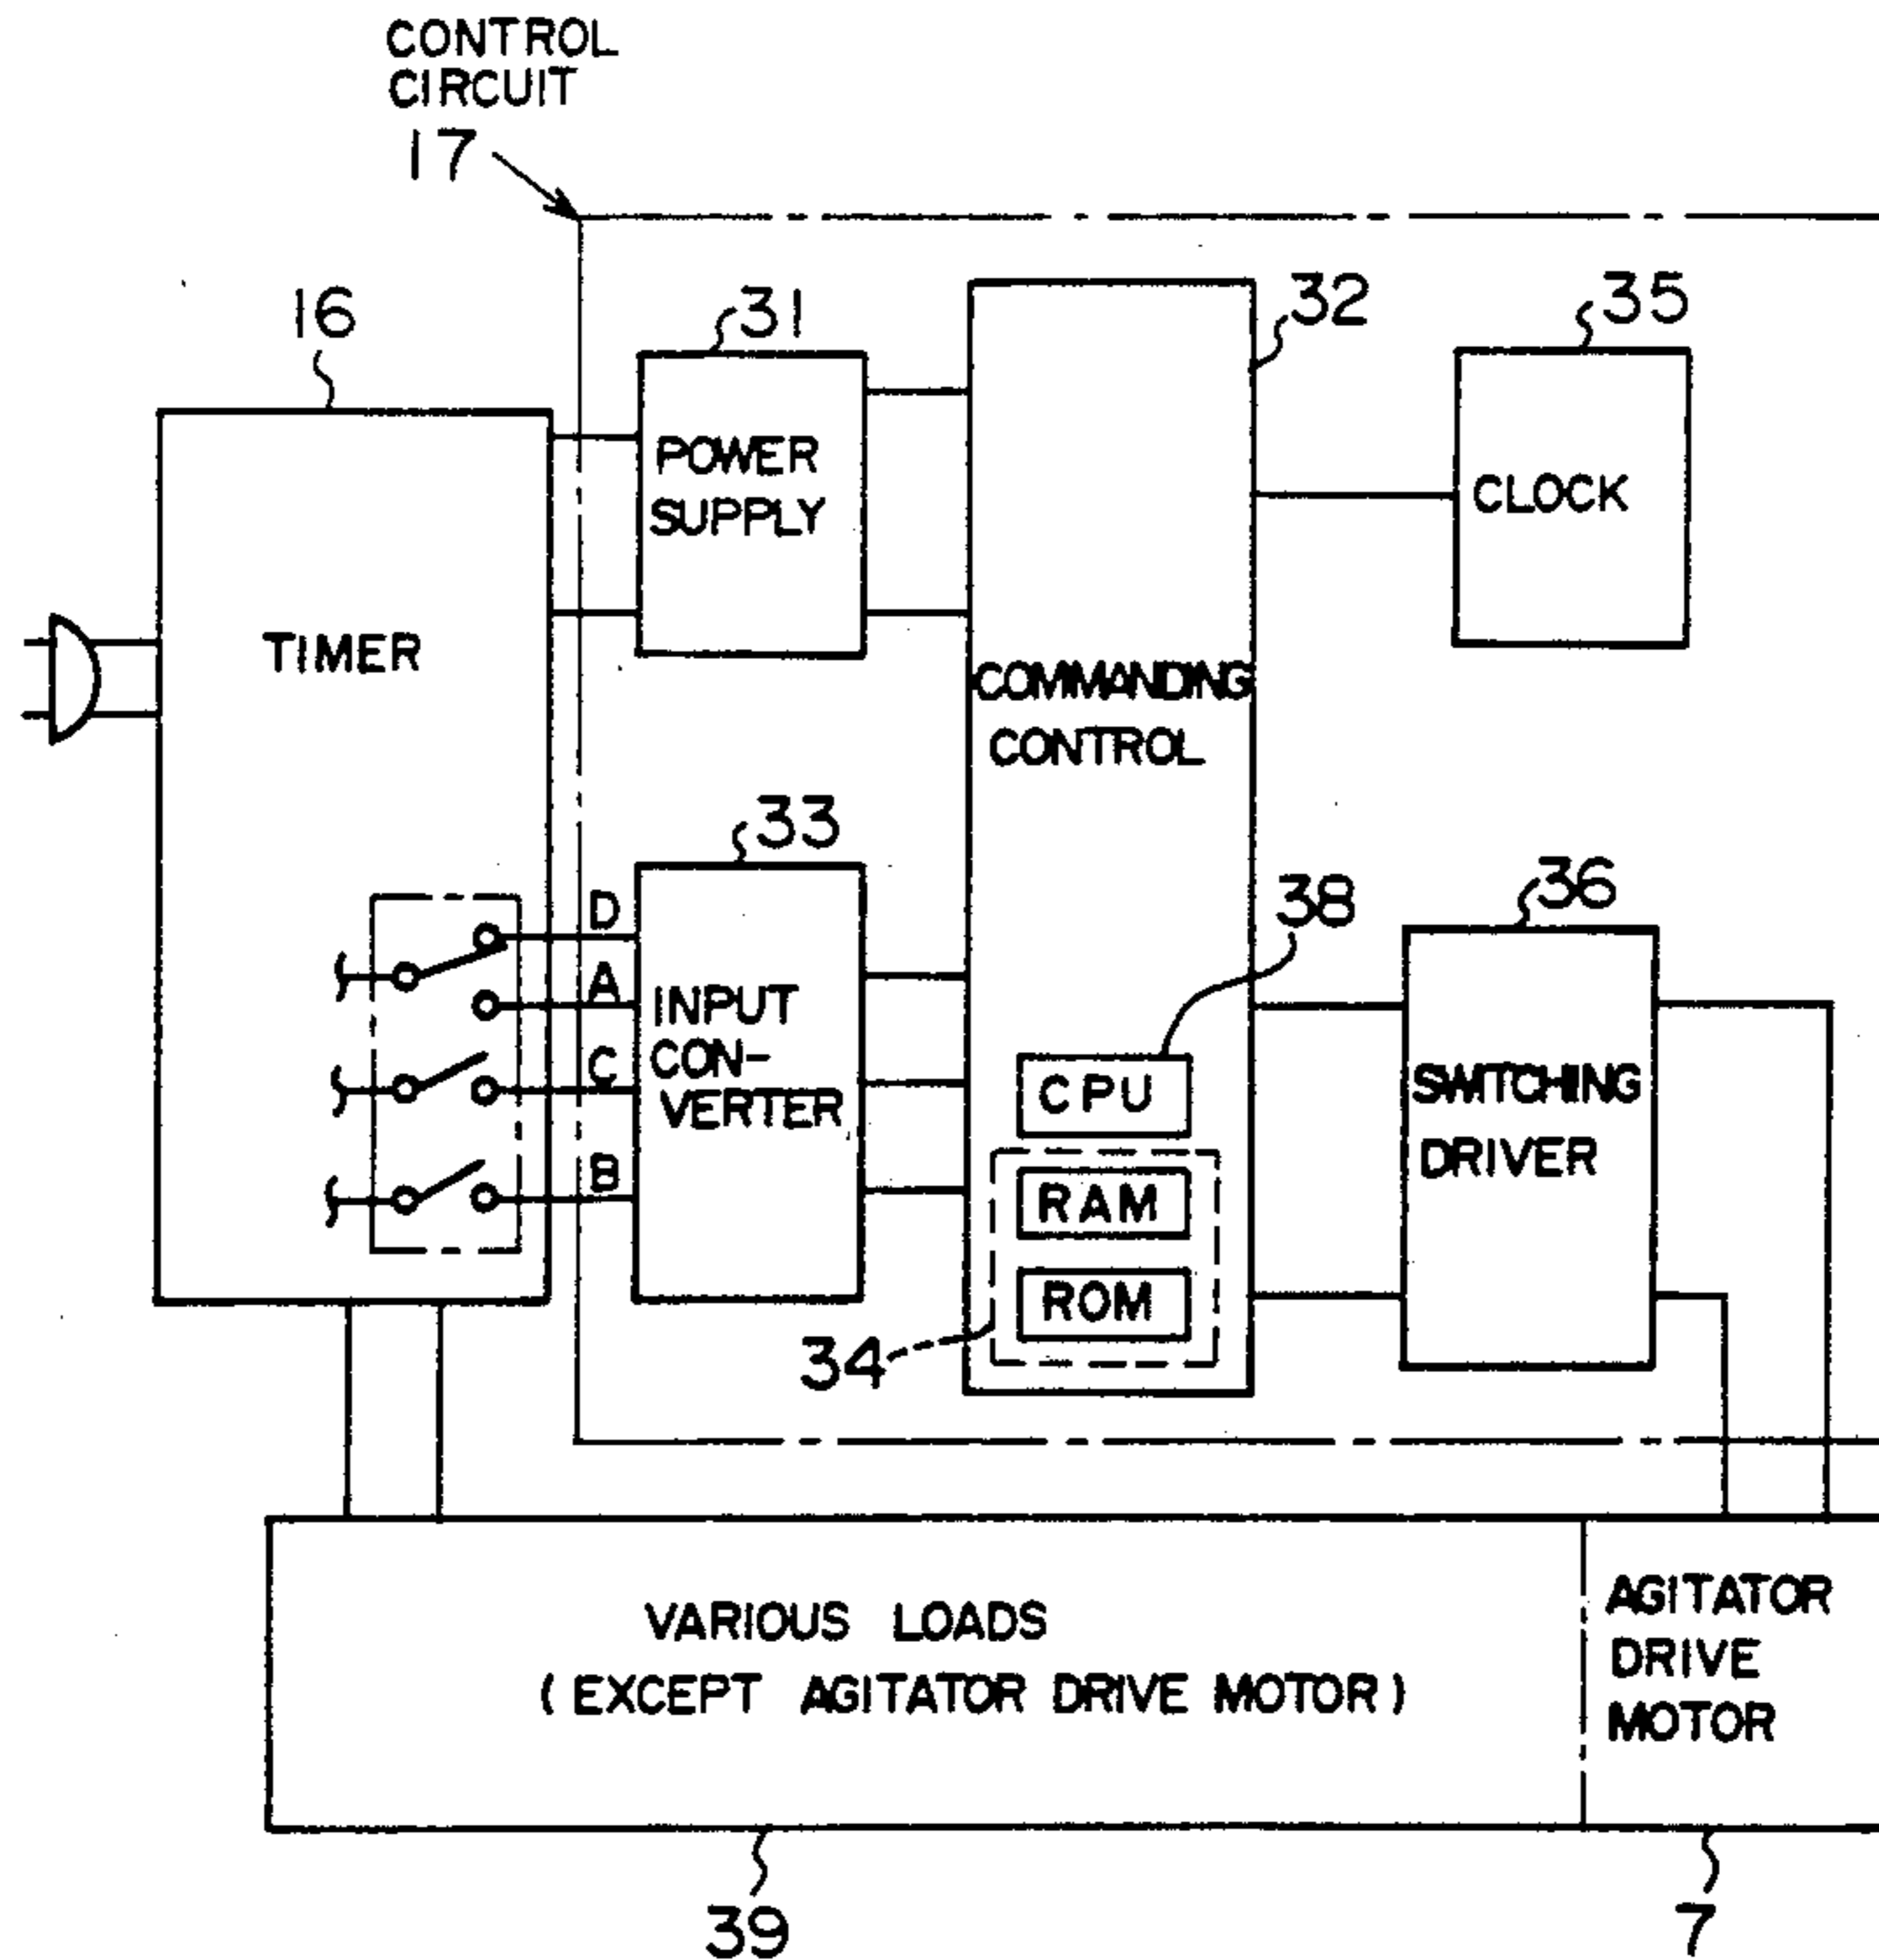 CONTROL
CIRCUIT
17
16
31
32
35
POWER
SUPPLY
CLOCK
TIMER
COMMANDING
CONTROL
33
38
36
D
A
C
B
INPUT
CON-
VERTER
CPU
RAM
ROM
34
SWITCHING
DRIVER
VARIOUS LOADS
(EXCEPT AGITATOR DRIVE MOTOR)
AGITATOR
DRIVE
MOTOR
39
7